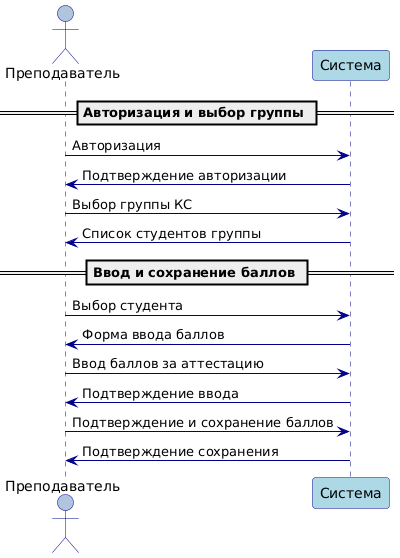 Преподаватель
Система
Авторизация и выбор группы
Авторизация
Подтверждение авторизации
Выбор группы КС
Список студентов группы
Ввод и сохранение баллов
Выбор студента
Форма ввода баллов
Ввод баллов за аттестацию
Подтверждение ввода
Подтверждение и сохранение баллов
Подтверждение сохранения
Преподаватель
Система